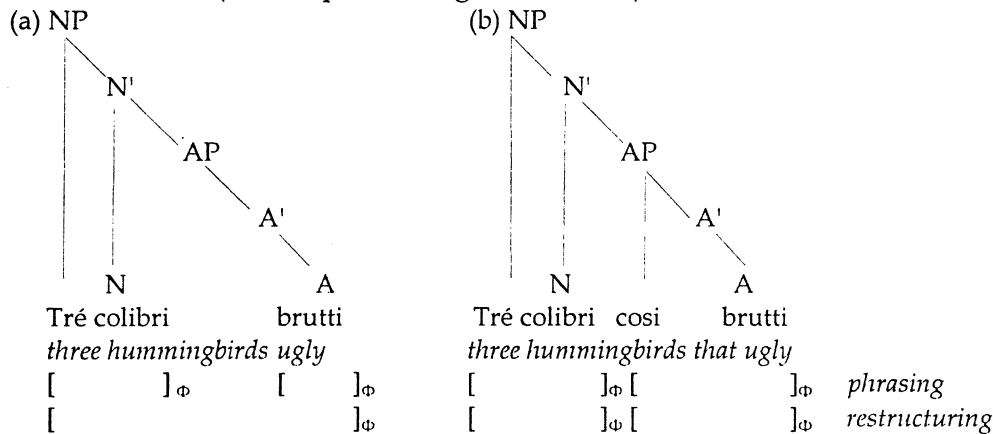 (a) NP (b) NP
N' N'
AP AP
A' A'
N A N A
Tré colibri brutti Tré colibri cosi brutti
three hummingbirds ugly three hummingbirds that ugly
[ ]Φ [ ]Φ [ ]Φ [ ]Φ phrasing
[ ]Φ [ ]Φ [ ]Φ restructuring